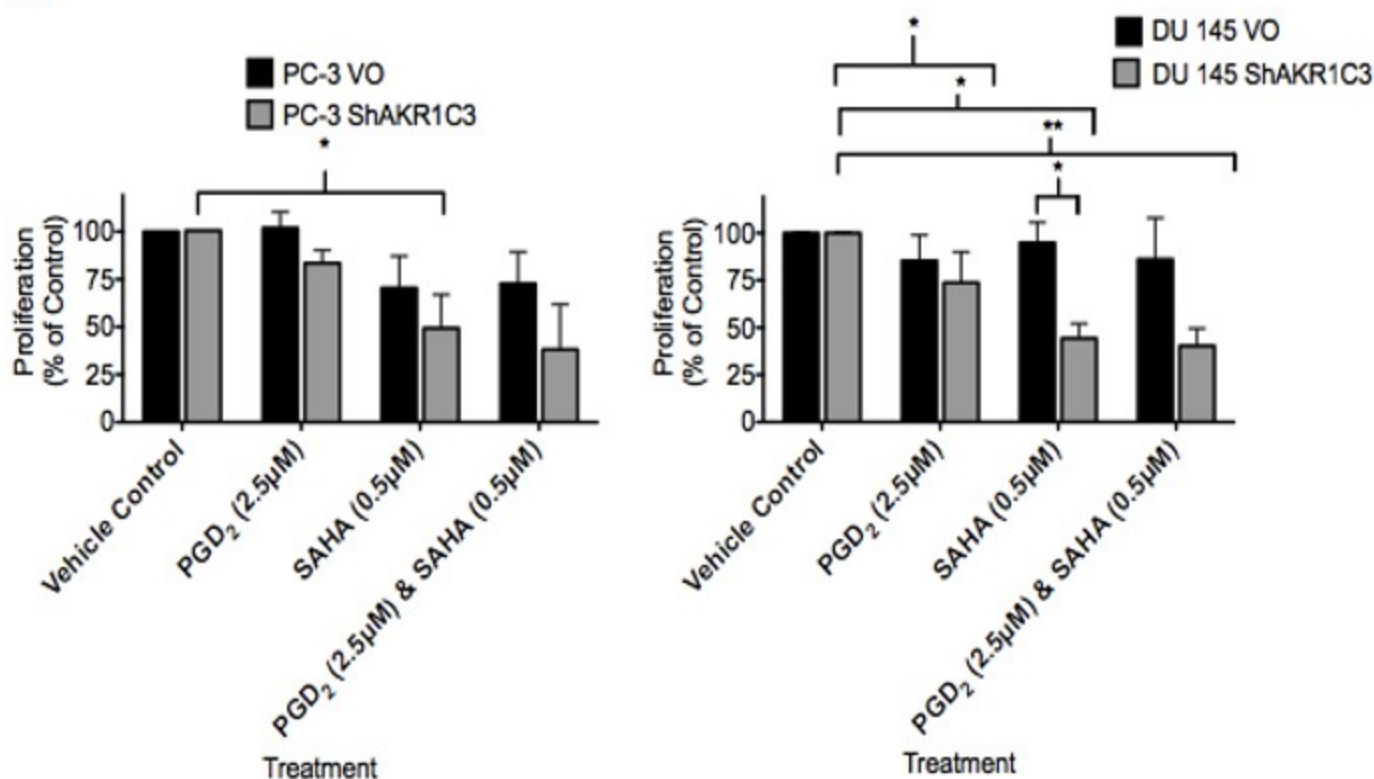 PC-3 VO
PC-3 ShAKR1C3
*
Proliferation
(% of Control)
100
75
50
25
0
Vehicle Control
PGD₂ (2.5µM)
SAHA (0.5µM)
PGD₂ (2.5µM) & SAHA (0.5µM)
Treatment
DU 145 VO
DU 145 ShAKR1C3
*
*
**
*
Proliferation
(% of Control)
100
75
50
25
0
Vehicle Control
PGD₂ (2.5µM)
SAHA (0.5µM)
PGD₂ (2.5µM) & SAHA (0.5µM)
Treatment